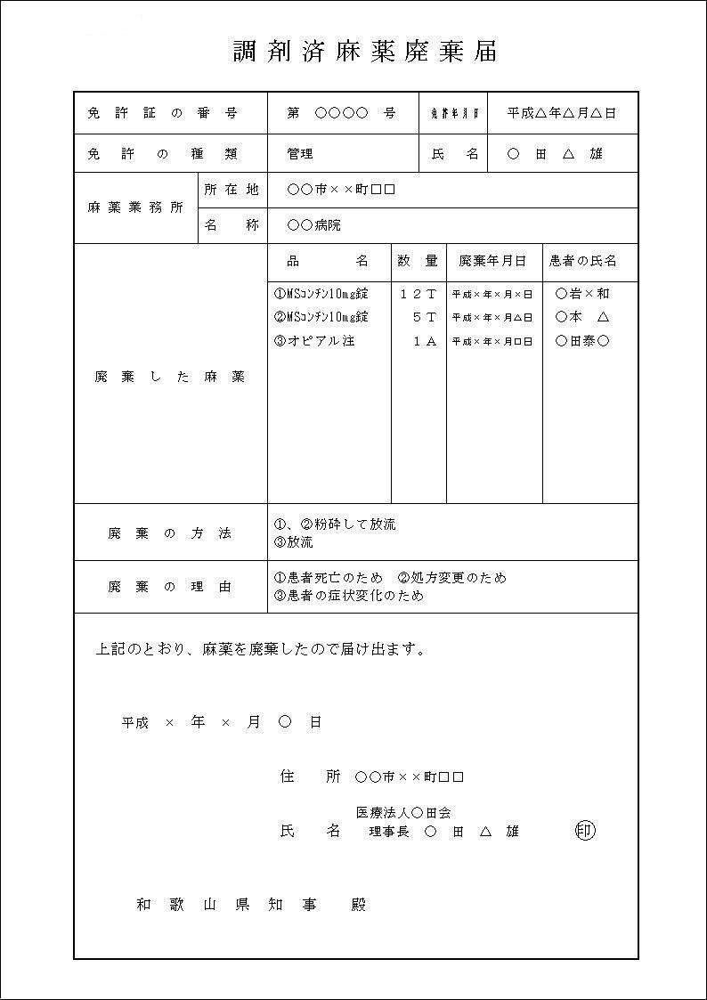 調剤済麻薬廃棄届
免許証の番号 第 ○○○○ 号 免許年月日 平成△年△月△日
免許の種類 管理 氏名 ○田△雄
麻薬業務所 所在地 ○○市××町□□
名称 ○○病院
廃棄した麻薬 品名 数量 廃棄年月日 患者の氏名
①MSｺﾝﾁﾝ10mg錠 12T 平成×年×月×日 ○岩×和
②MSｺﾝﾁﾝ10mg錠 5T 平成×年×月△日 ○本 △
③オピアル注 1A 平成×年×月□日 ○田泰○
廃棄の方法 ①、②粉砕して放流
③放流
廃棄の理由 ①患者死亡のため ②処方変更のため
③患者の症状変化のため
上記のとおり、麻薬を廃棄したので届け出ます。
平成 × 年 × 月 ○ 日
住所 ○○市××町□□
医療法人○田会
氏名 理事長 ○田△雄 印
和歌山県知事 殿